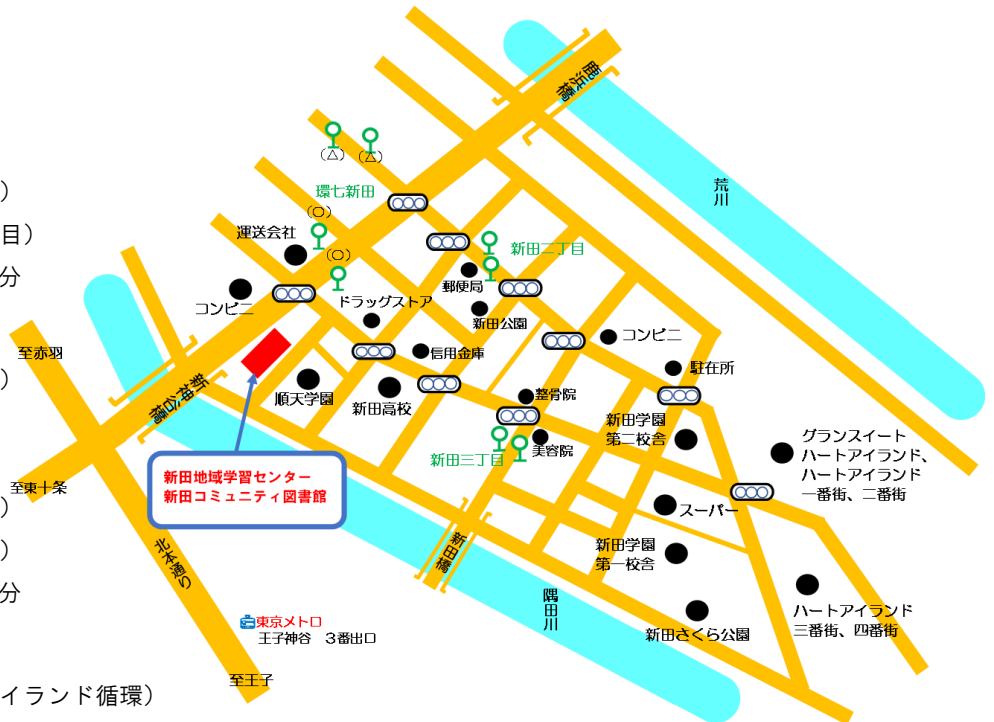 ）
目）
分
）
）
）
分
イランド循環）
鹿浜橋
荒川
（△）
（△）
環七新田
（○）
（○）
運送会社
コンビニ
新田二丁目
郵便局
ドラッグストア
新田公園
信用金庫
コンビニ
駐在所
至赤羽
新神谷橋
順天学園
新田高校
整骨院
美容院
新田三丁目
新田学園
第二校舎
グランスイート
ハートアイランド、
ハートアイランド
一番街、二番街
新田地域学習センター
新田コミュニティ図書館
至東十条
スーパー
新田橋
新田学園
第一校舎
北本通り
隅田川
ハートアイランド
三番街、四番街
新田さくら公園
東京メトロ
王子神谷　３番出口
至王子